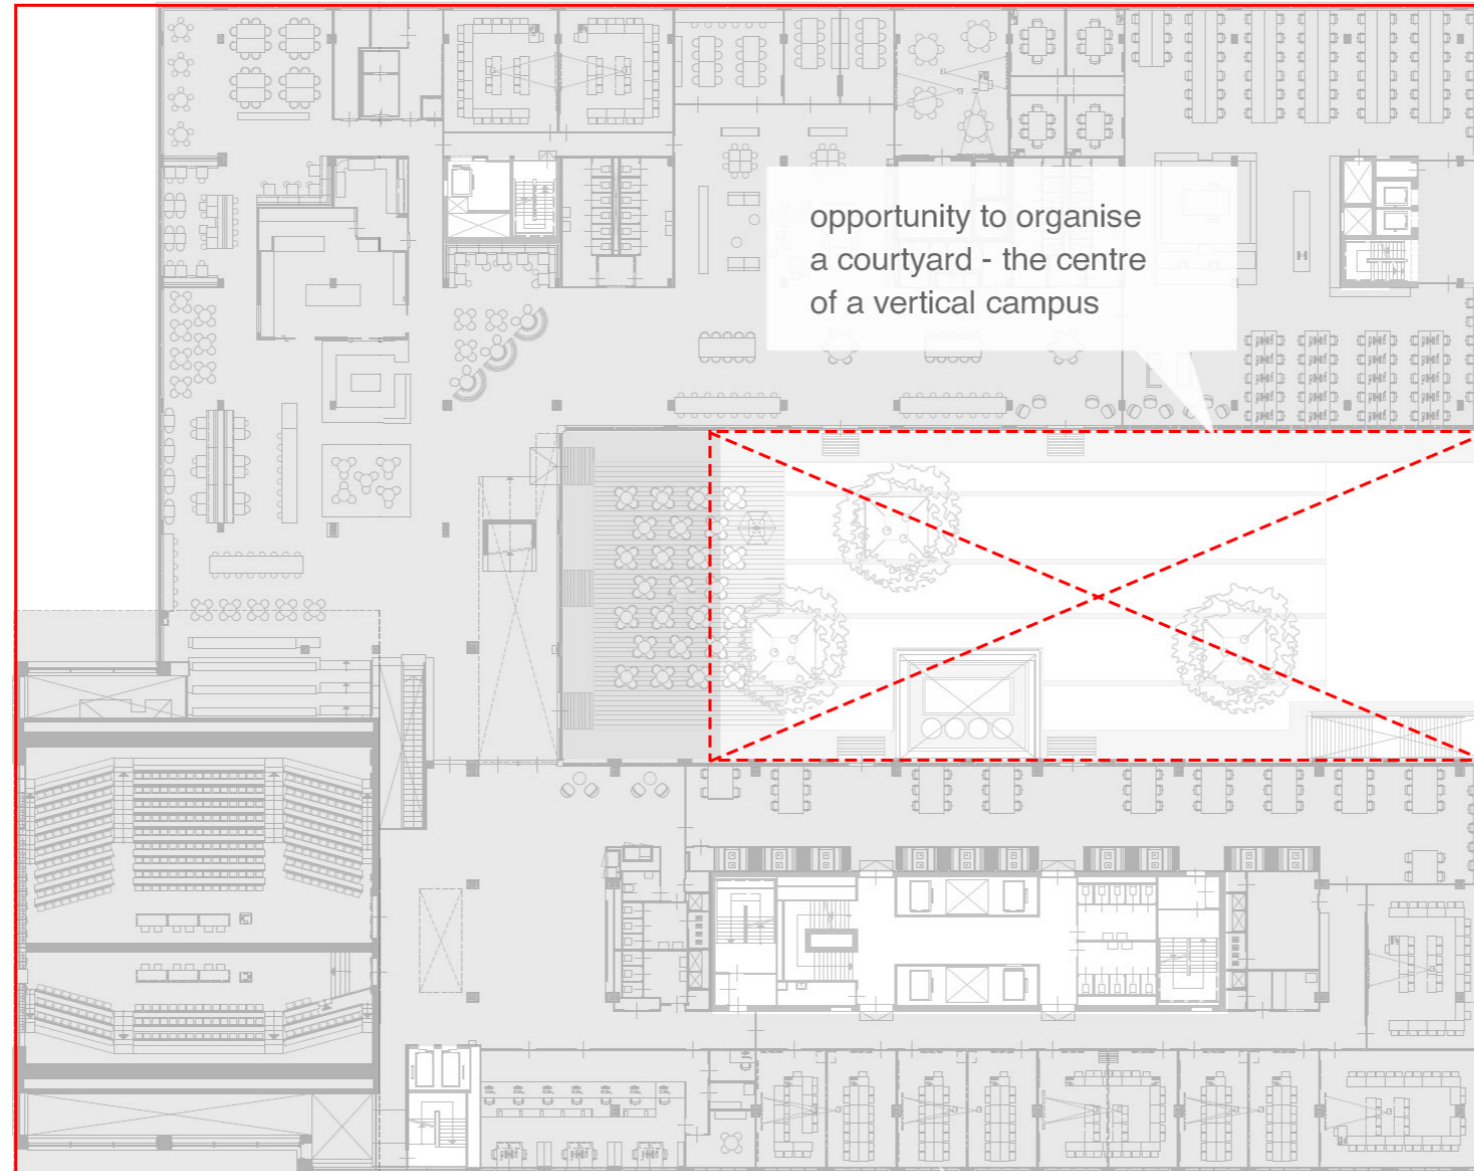 opportunity to organise
a courtyard - the centre
of a vertical campus